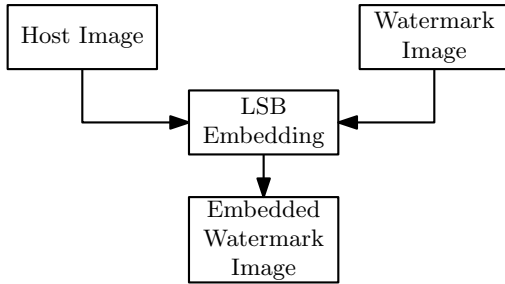 Host Image
Watermark
Image
LSB
Embedding
Embedded
Watermark
Image